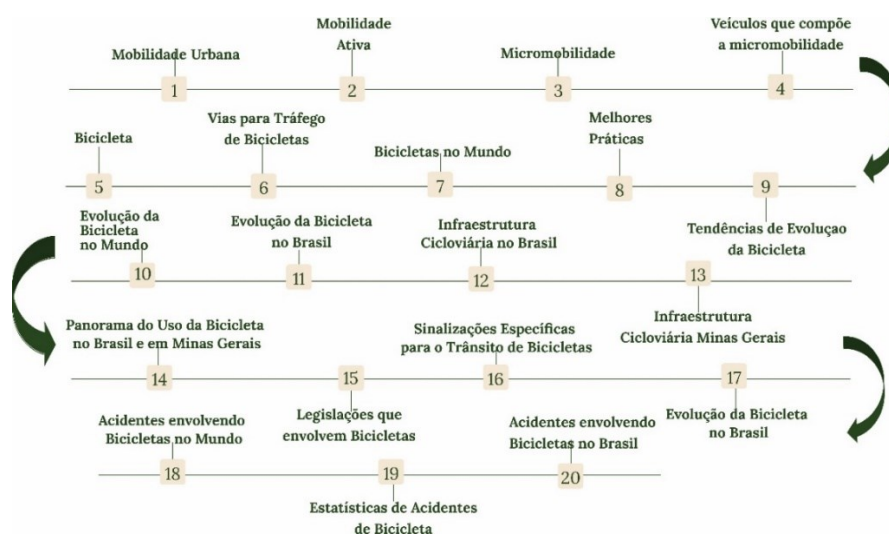 Mobilidade Urbana
1
Mobilidade
Ativa
2
Micromobilidade
3
Veículos que compõe
a micromobilidade
4
Bicicleta
5
Vias para Tráfego
de Bicicletas
6
Bicicletas no Mundo
7
Melhores
Práticas
8
9
Tendências de Evoluçao
da Bicicleta
Evolução da
Bicicleta
no Mundo
10
Evolução da Bicicleta
no Brasil
11
Infraestrutura
Cicloviária no Brasil
12
13
Infraestrutura
Cicloviária Minas Gerais
Panorama do Uso da Bicicleta
no Brasil e em Minas Gerais
14
15
Legislações que
envolvem Bicicletas
Sinalizações Específicas
para o Trânsito de Bicicletas
16
17
Evolução da Bicicleta
no Brasil
Acidentes envolvendo
Bicicletas no Mundo
18
19
Estatísticas de Acidentes
de Bicicleta
Acidentes envolvendo
Bicicletas no Brasil
20